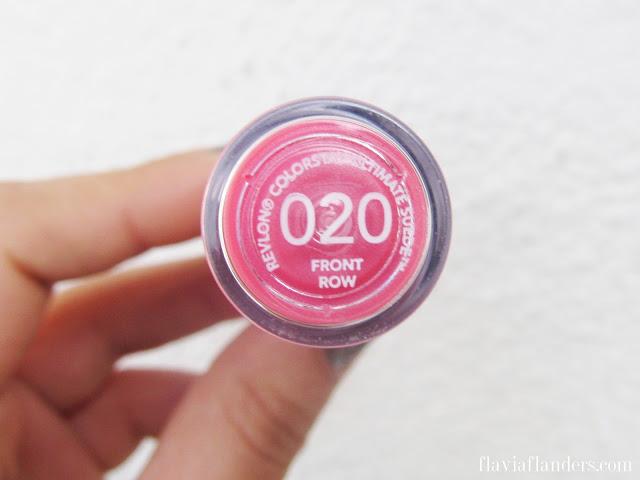 REVLON® COLORSTAY ULTIMATE SUEDE™
020
FRONT
ROW
flaviaflanders.com